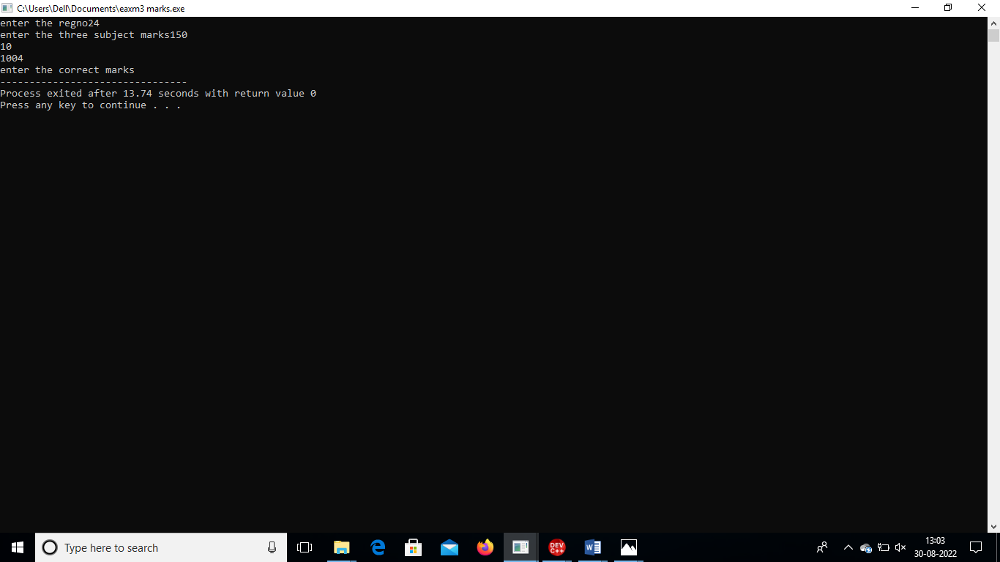 C:\Users\Dell\Documents\eaxm3 marks.exe
enter the regno24
enter the three subject marks150
10
1004
enter the correct marks
--------------------------------
Process exited after 13.74 seconds with return value 0
Press any key to continue . . .
Type here to search
DEV C++
W
13:03
30-08-2022